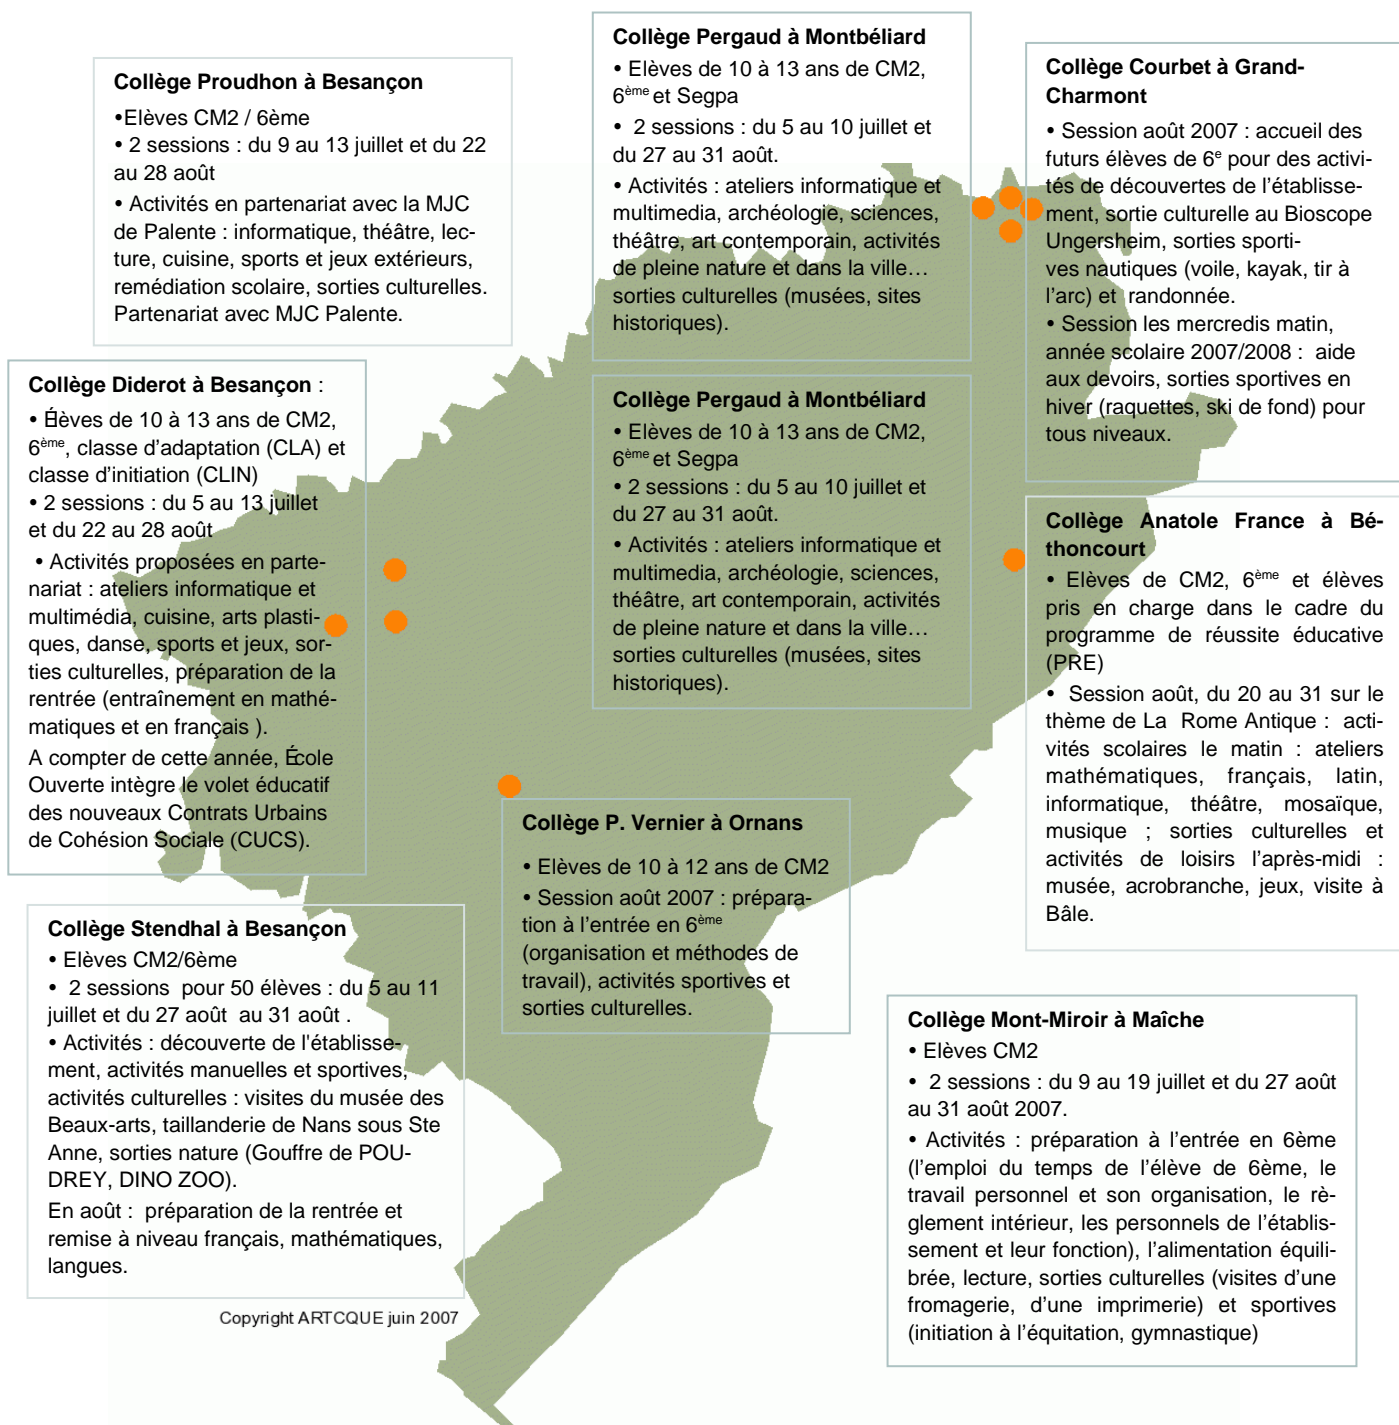 Collège Proudhon à Besançon
•Elèves CM2 / 6ème
• 2 sessions : du 9 au 13 juillet et du 22
au 28 août
• Activités en partenariat avec la MJC
de Palente : informatique, théâtre, lec-
ture, cuisine, sports et jeux extérieurs,
remédiation scolaire, sorties culturelles.
Partenariat avec MJC Palente.
Collège Pergaud à Montbéliard
• Elèves de 10 à 13 ans de CM2,
6ème et Segpa
• 2 sessions : du 5 au 10 juillet et
du 27 au 31 août.
• Activités : ateliers informatique et
multimedia, archéologie, sciences,
théâtre, art contemporain, activités
de pleine nature et dans la ville…
sorties culturelles (musées, sites
historiques).
Collège Courbet à Grand-
Charmont
• Session août 2007 : accueil des
futurs élèves de 6e pour des activi-
tés de découvertes de l’établisse-
ment, sortie culturelle au Bioscope
Ungersheim, sorties sporti-
ves nautiques (voile, kayak, tir à
l’arc) et randonnée.
• Session les mercredis matin,
année scolaire 2007/2008 : aide
aux devoirs, sorties sportives en
hiver (raquettes, ski de fond) pour
tous niveaux.
Collège Diderot à Besançon :
• Élèves de 10 à 13 ans de CM2,
6ème, classe d’adaptation (CLA) et
classe d’initiation (CLIN)
• 2 sessions : du 5 au 13 juillet
et du 22 au 28 août
• Activités proposées en parte-
nariat : ateliers informatique et
multimédia, cuisine, arts plasti-
ques, danse, sports et jeux, sor-
ties culturelles, préparation de la
rentrée (entraînement en mathé-
matiques et en français ).
A compter de cette année, École
Ouverte intègre le volet éducatif
des nouveaux Contrats Urbains
de Cohésion Sociale (CUCS).
Collège Pergaud à Montbéliard
• Elèves de 10 à 13 ans de CM2,
6ème et Segpa
• 2 sessions : du 5 au 10 juillet et
du 27 au 31 août.
• Activités : ateliers informatique et
multimedia, archéologie, sciences,
théâtre, art contemporain, activités
de pleine nature et dans la ville…
sorties culturelles (musées, sites
historiques).
Collège Anatole France à Bé-
thoncourt
• Elèves de CM2, 6ème et élèves
pris en charge dans le cadre du
programme de réussite éducative
(PRE)
• Session août, du 20 au 31 sur le
thème de La Rome Antique : acti-
vités scolaires le matin : ateliers
mathématiques, français, latin,
informatique, théâtre, mosaïque,
musique ; sorties culturelles et
activités de loisirs l’après-midi :
musée, acrobranche, jeux, visite à
Bâle.
Collège P. Vernier à Ornans
• Elèves de 10 à 12 ans de CM2
• Session août 2007 : prépara-
tion à l’entrée en 6ème
(organisation et méthodes de
travail), activités sportives et
sorties culturelles.
Collège Stendhal à Besançon
• Elèves CM2/6ème
• 2 sessions pour 50 élèves : du 5 au 11
juillet et du 27 août au 31 août .
• Activités : découverte de l'établisse-
ment, activités manuelles et sportives,
activités culturelles : visites du musée des
Beaux-arts, taillanderie de Nans sous Ste
Anne, sorties nature (Gouffre de POU-
DREY, DINO ZOO).
En août : préparation de la rentrée et
remise à niveau français, mathématiques,
langues.
Collège Mont-Miroir à Maîche
• Elèves CM2
• 2 sessions : du 9 au 19 juillet et du 27 août
au 31 août 2007.
• Activités : préparation à l’entrée en 6ème
(l’emploi du temps de l’élève de 6ème, le
travail personnel et son organisation, le rè-
glement intérieur, les personnels de l’établis-
sement et leur fonction), l’alimentation équili-
brée, lecture, sorties culturelles (visites d’une
fromagerie, d’une imprimerie) et sportives
(initiation à l’équitation, gymnastique)
Copyright ARTCQUE juin 2007